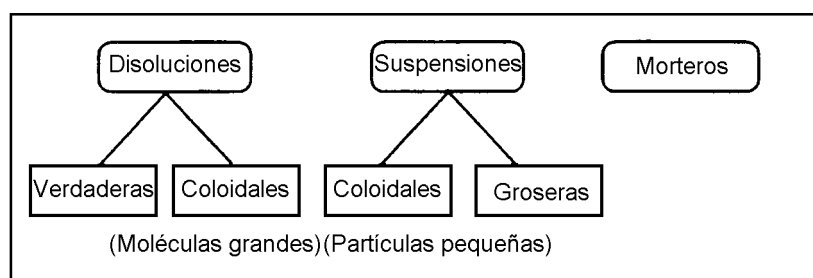 Disoluciones Suspensiones Morteros
Verdaderas Coloidales Coloidales Groseras
(Moléculas grandes) (Partículas pequeñas)